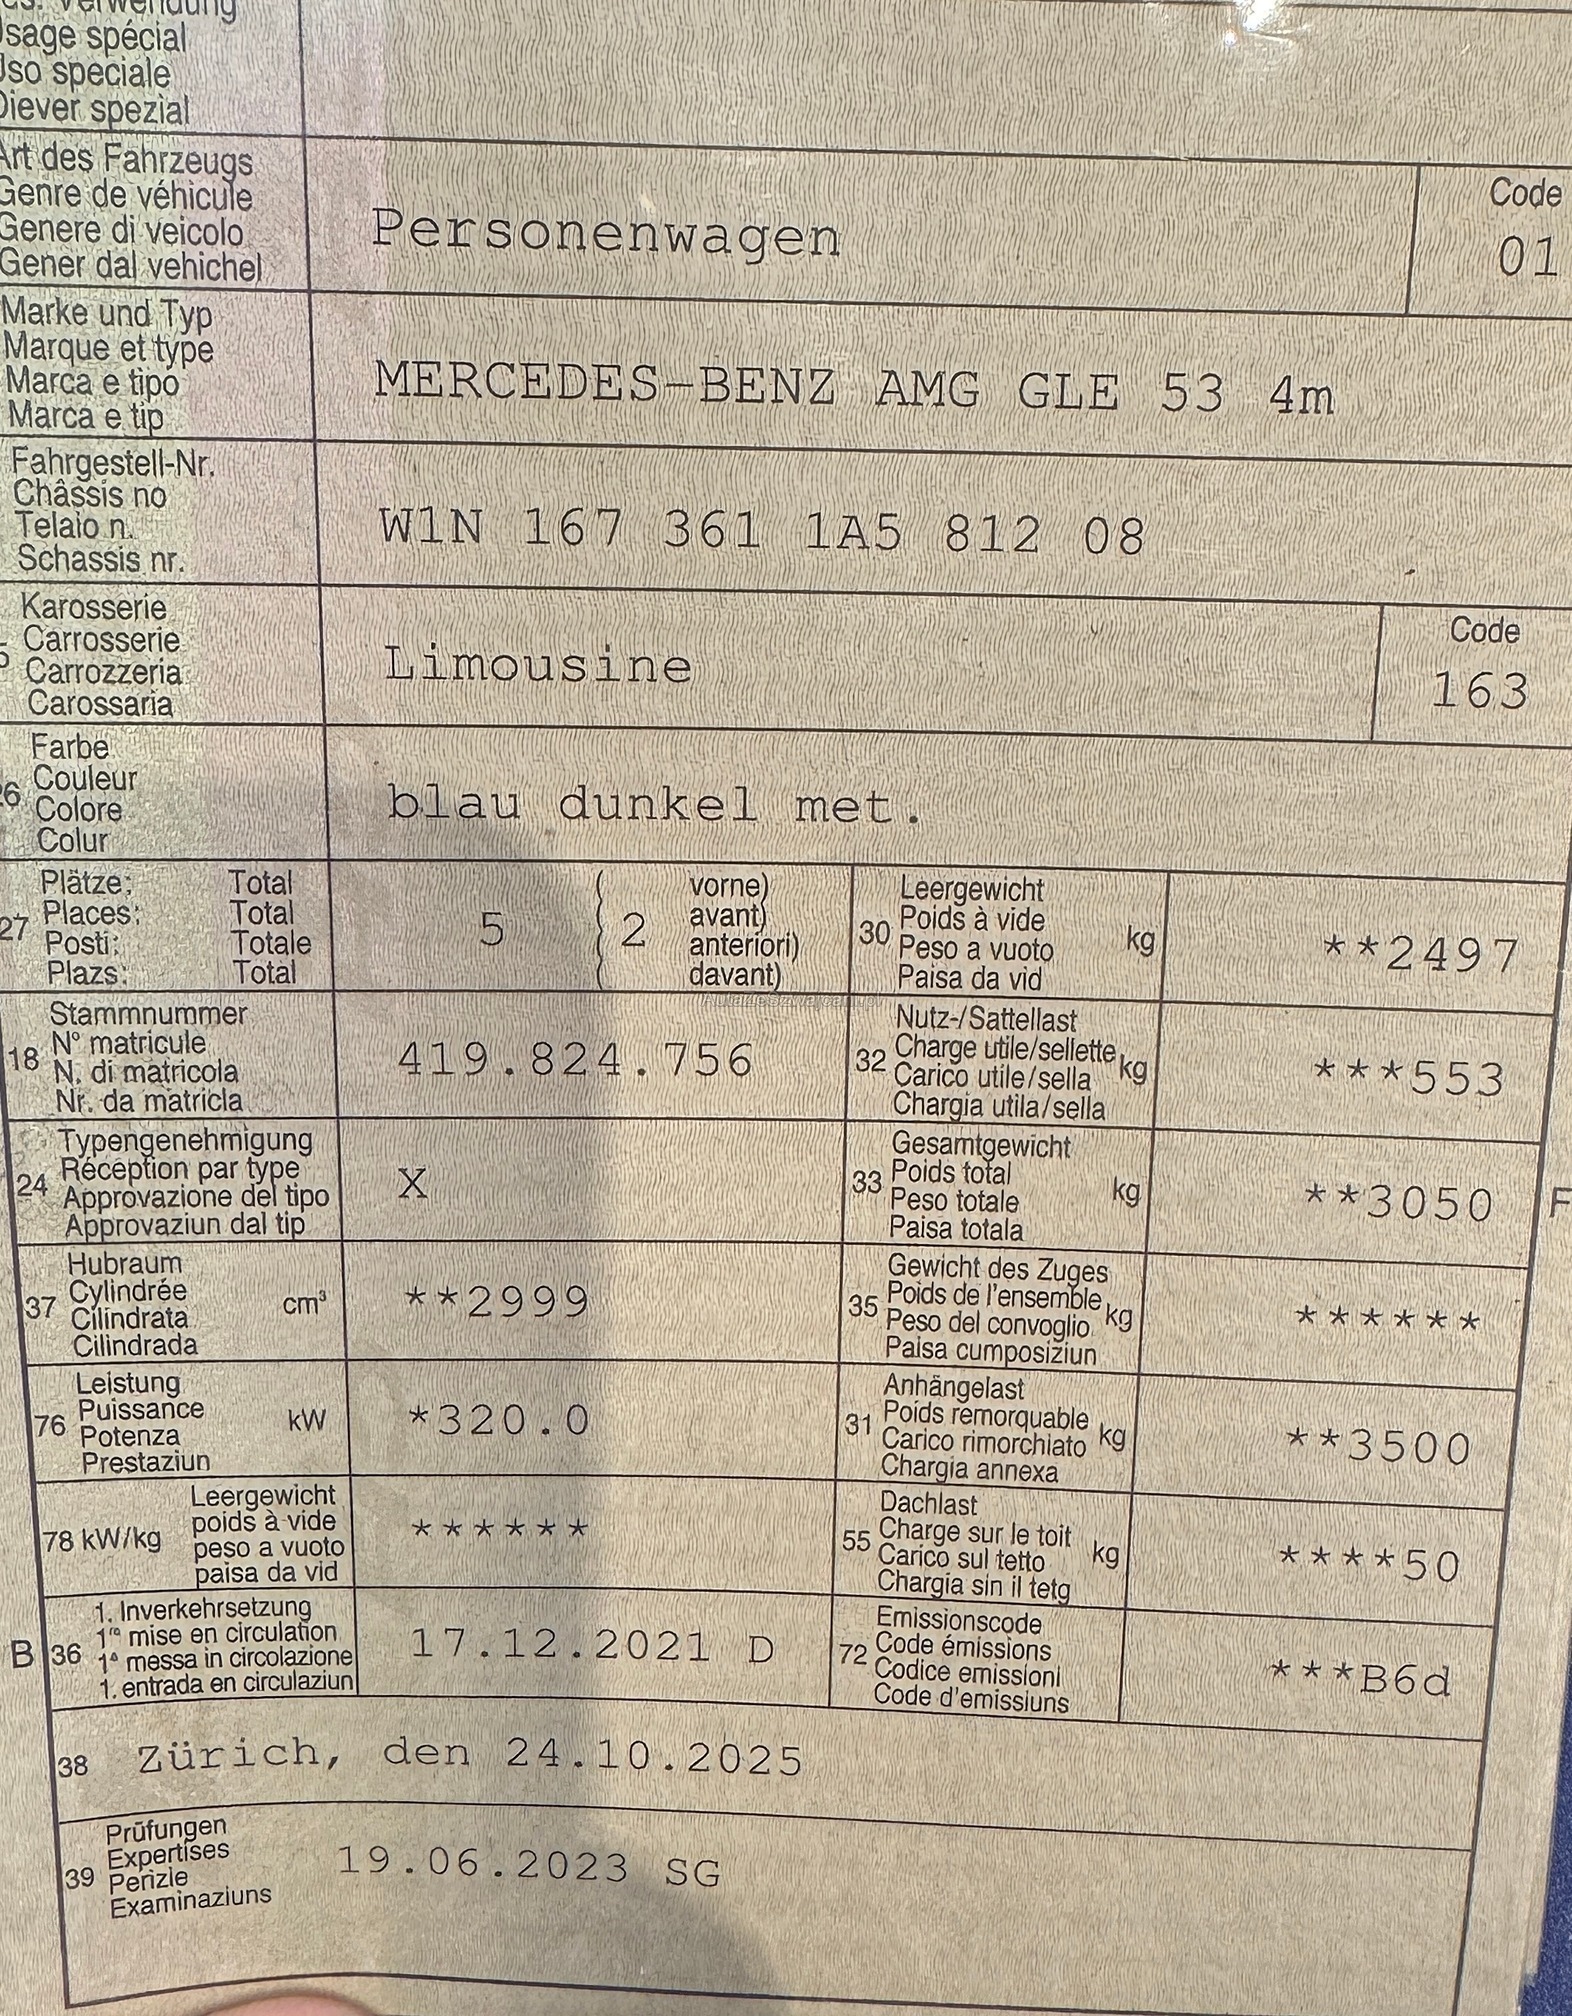 es. Verwendung
Usage spécial
Uso speciale
Diever spezial
Art des Fahrzeugs
Genre de véhicule
Genere di veicolo
Gener dal vehichel
Personenwagen
Code
01
Marke und Typ
Marque et type
Marca e tipo
Marca e tip
MERCEDES-BENZ AMG GLE 53 4m
Fahrgestell-Nr.
Châssis no
Telaio n.
Schassis nr.
W1N 167 361 1A5 812 08
Karosserie
Carrosserie
Carrozzeria
Carossaria
Limousine
Code
163
Farbe
Couleur
Colore
Colur
blau dunkel met.
27
Plätze: Total
Places: Total
Posti: Totale
Plazs: Total
5 ( 2
vorne)
avant)
anteriori)
davant)
30
Leergewicht
Poids à vide
Peso a vuoto
Paisa da vid
kg
**2497
18
Stammnummer
N° matricule
N. di matricola
Nr. da matricla
419.824.756
32
Nutz-/Sattellast
Charge utile/sellette
Carico utile/sella
Chargia utila/sella
kg
***553
24
Typengenehmigung
Réception par type
Approvazione del tipo
Approvaziun dal tip
X
33
Gesamtgewicht
Poids total
Peso totale
Paisa totala
kg
**3050
F
37
Hubraum
Cylindrée
Cilindrata
Cilindrada
cm³
**2999
35
Gewicht des Zuges
Poids de l'ensemble
Peso del convoglio
Paisa cumposiziun
kg
******
76
Leistung
Puissance
Potenza
Prestaziun
kW
*320.0
31
Anhängelast
Poids remorquable
Carico rimorchiato
Chargia annexa
kg
**3500
78 kW/kg
Leergewicht
poids à vide
peso a vuoto
paisa da vid
******
55
Dachlast
Charge sur le toit
Carico sul tetto
Chargia sin il tetg
kg
****50
B 36
1. Inverkehrsetzung
1re mise en circulation
1a messa in circolazione
1. entrada en circulaziun
17.12.2021 D
72
Emissionscode
Code émissions
Codice emissioni
Code d'emissiuns
***B6d
38 Zürich, den 24.10.2025
39
Prüfungen
Expertises
Perizie
Examinaziuns
19.06.2023 SG